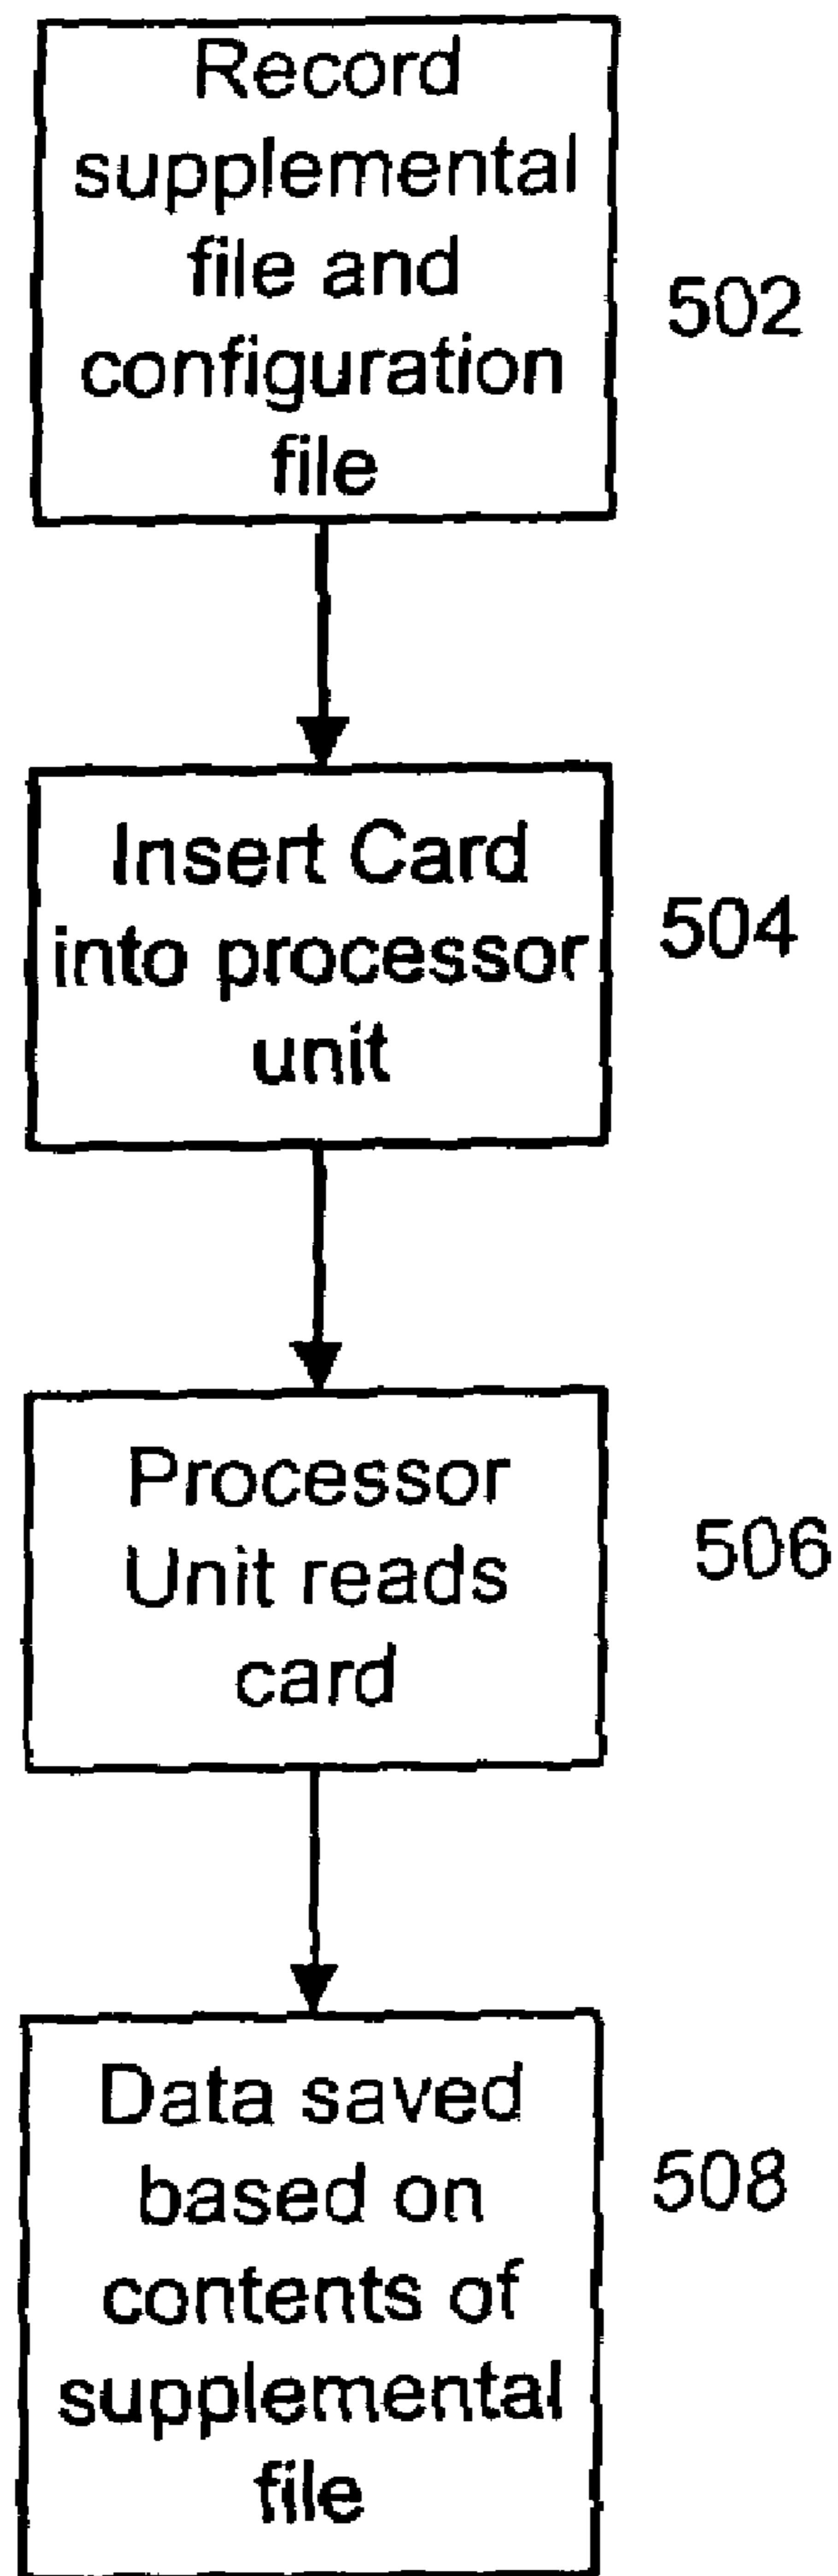 Record
supplemental
file and
configuration
file
502
Insert Card
into processor
unit
504
Processor
Unit reads
card
506
Data saved
based on
contents of
supplemental
file
508